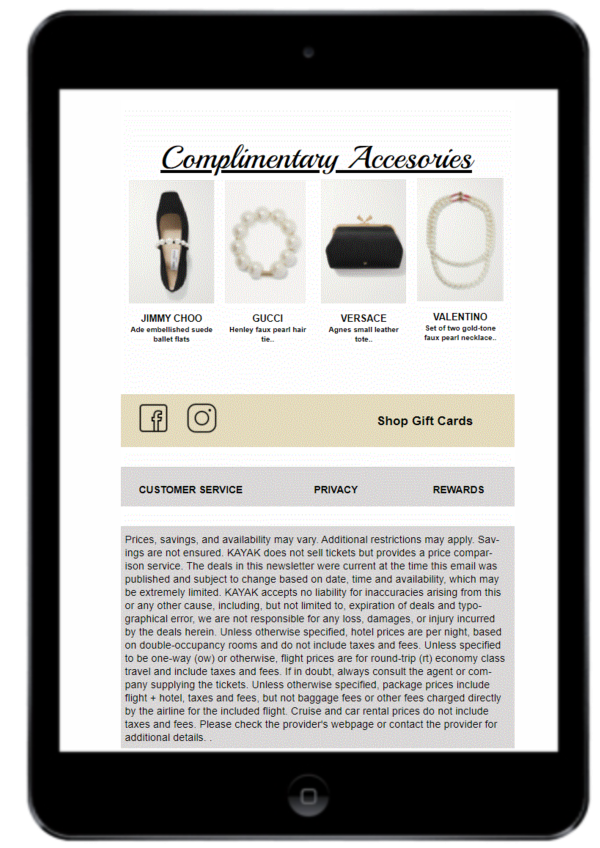 Complimentary Accesories
JIMMY CHOO
Ade embellished suede
ballet flats
GUCCI
Henley faux pearl hair
tie..
VERSACE
Agnes small leather
tote..
VALENTINO
Set of two gold-tone
faux pearl necklace..
Shop Gift Cards
CUSTOMER SERVICE PRIVACY REWARDS
Prices, savings, and availability may vary. Additional restrictions may apply. Sav-
ings are not ensured. KAYAK does not sell tickets but provides a price compar-
ison service. The deals in this newsletter were current at the time this email was
published and subject to change based on date, time and availability, which may
be extremely limited. KAYAK accepts no liability for inaccuracies arising from this
or any other cause, including, but not limited to, expiration of deals and typo-
graphical error, we are not responsible for any loss, damages, or injury incurred
by the deals herein. Unless otherwise specified, hotel prices are per night, based
on double-occupancy rooms and do not include taxes and fees. Unless specified
to be one-way (ow) or otherwise, flight prices are for round-trip (rt) economy class
travel and include taxes and fees. If in doubt, always consult the agent or com-
pany supplying the tickets. Unless otherwise specified, package prices include
flight + hotel, taxes and fees, but not baggage fees or other fees charged directly
by the airline for the included flight. Cruise and car rental prices do not include
taxes and fees. Please check the provider's webpage or contact the provider for
additional details. .